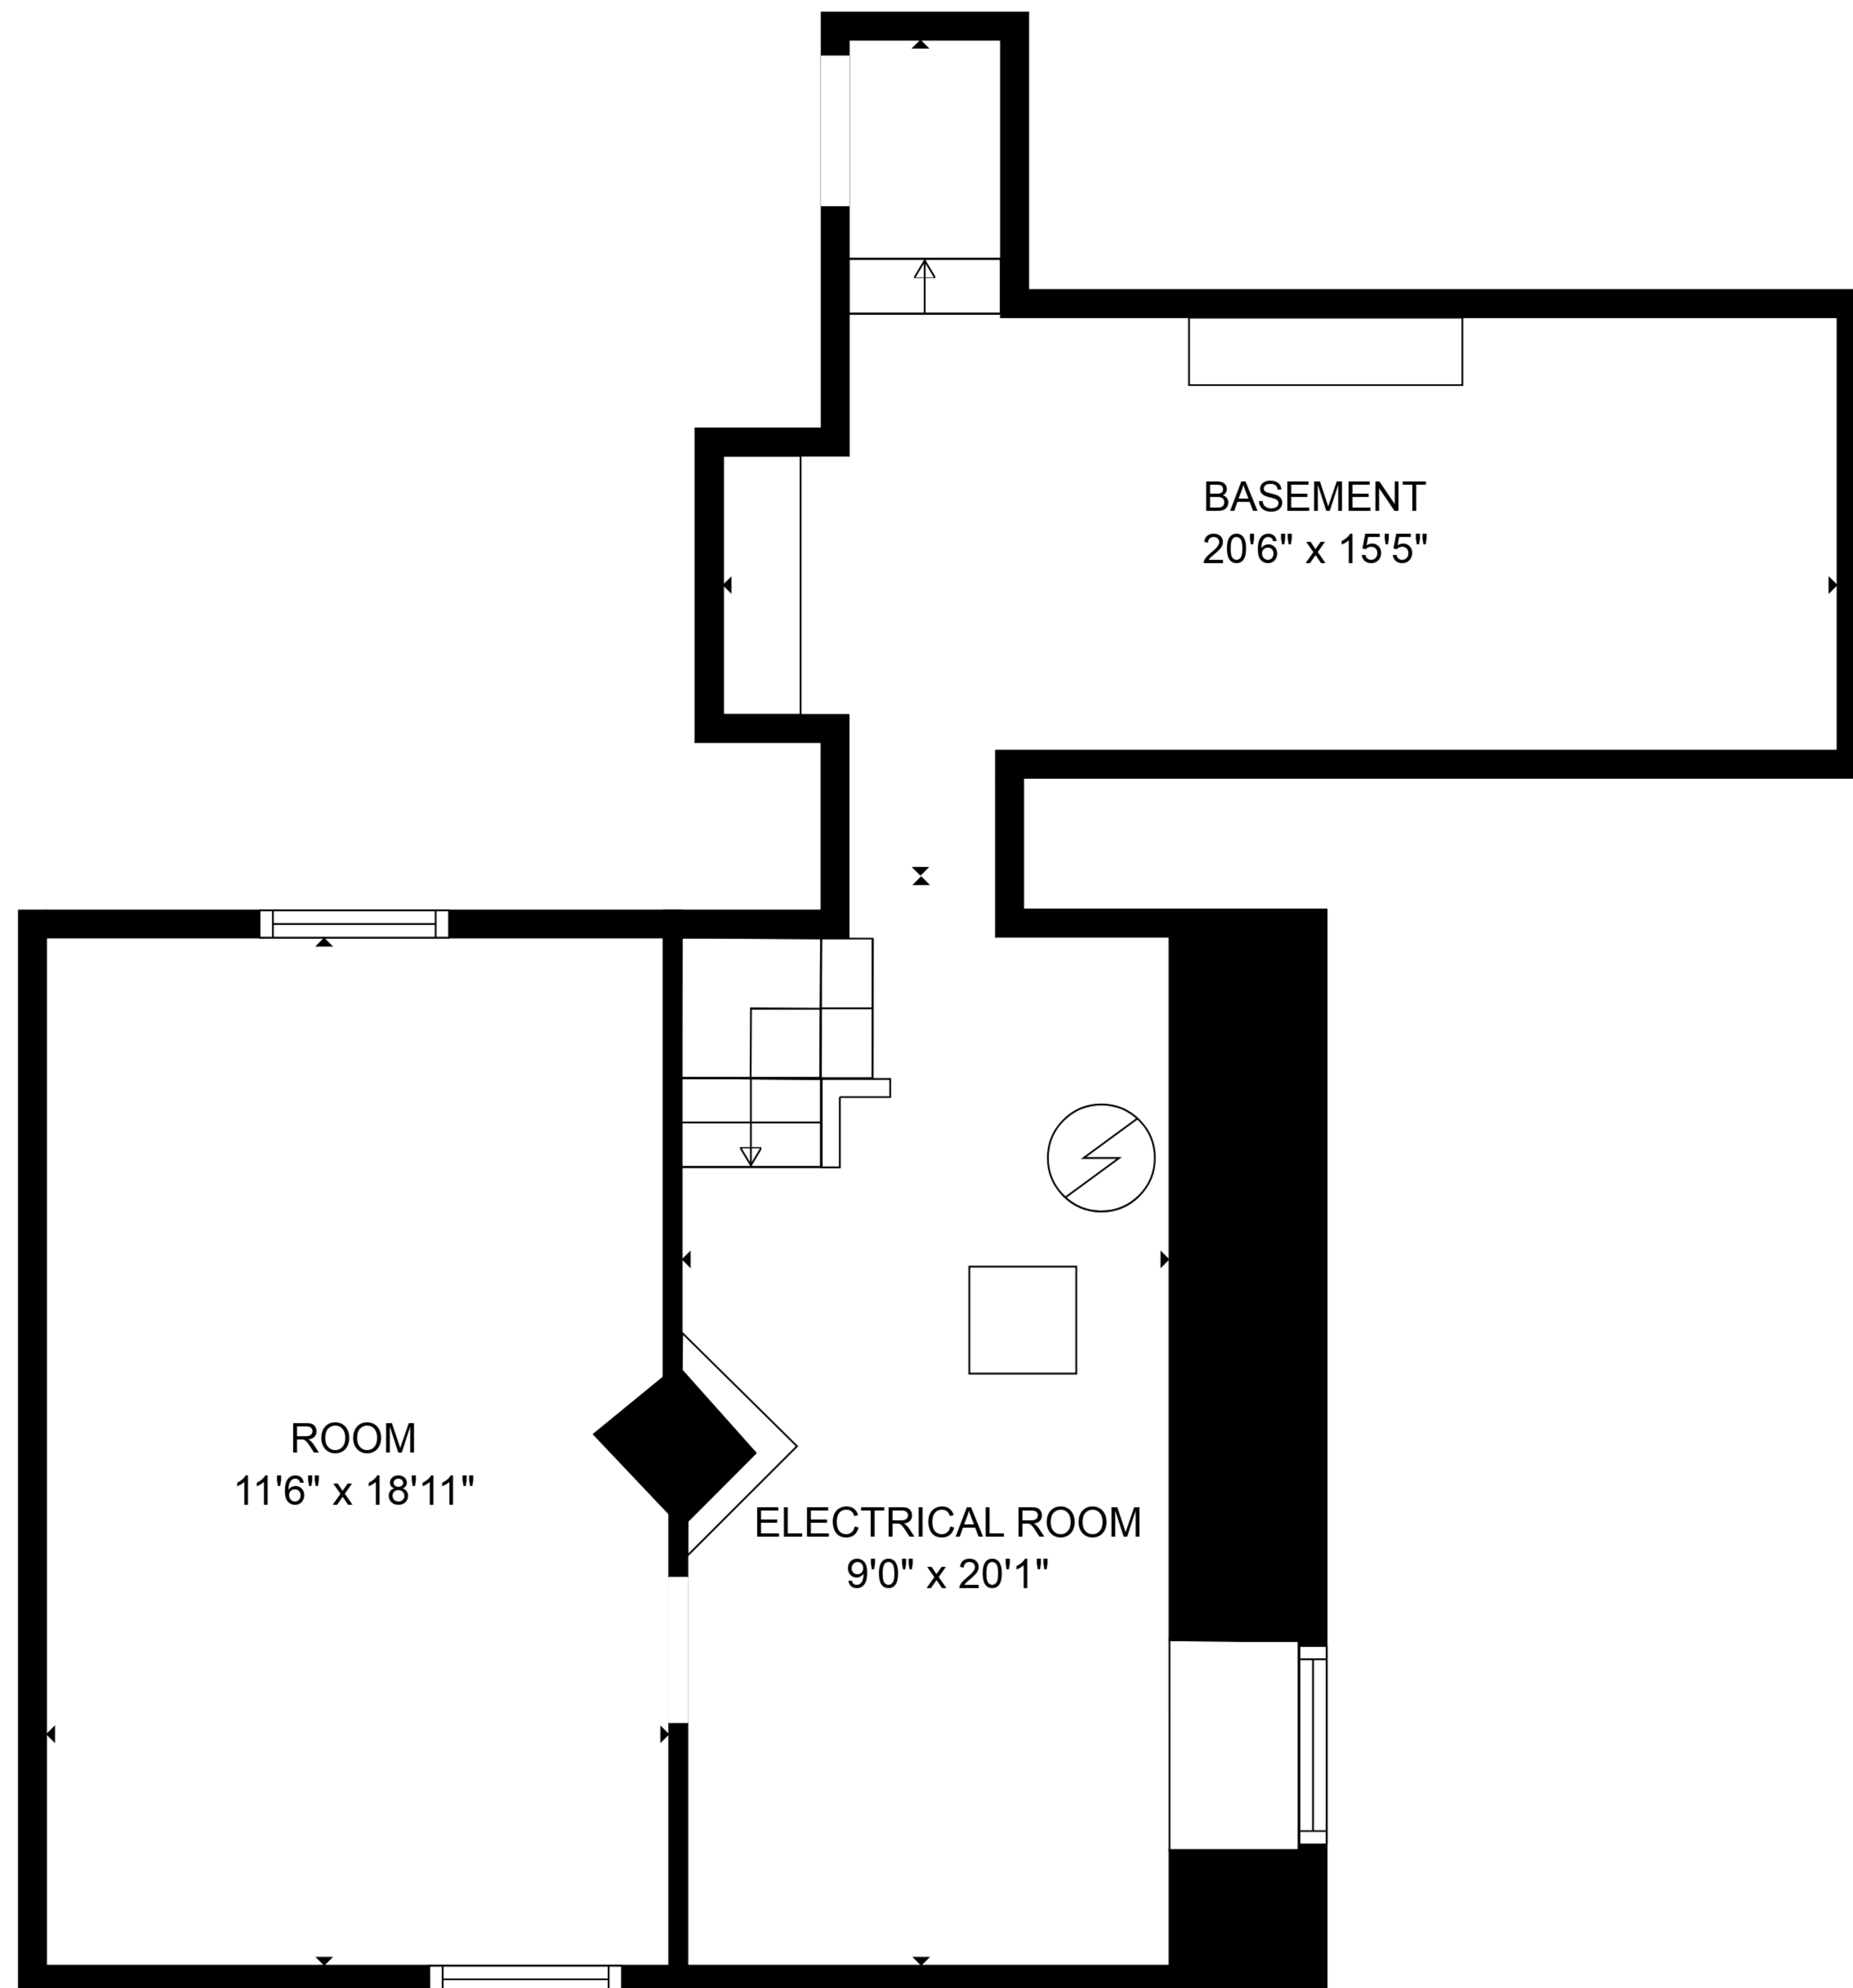 BASEMENT
20'6" x 15'5"
ROOM
11'6" x 18'11"
ELECTRICAL ROOM
9'0" x 20'1"